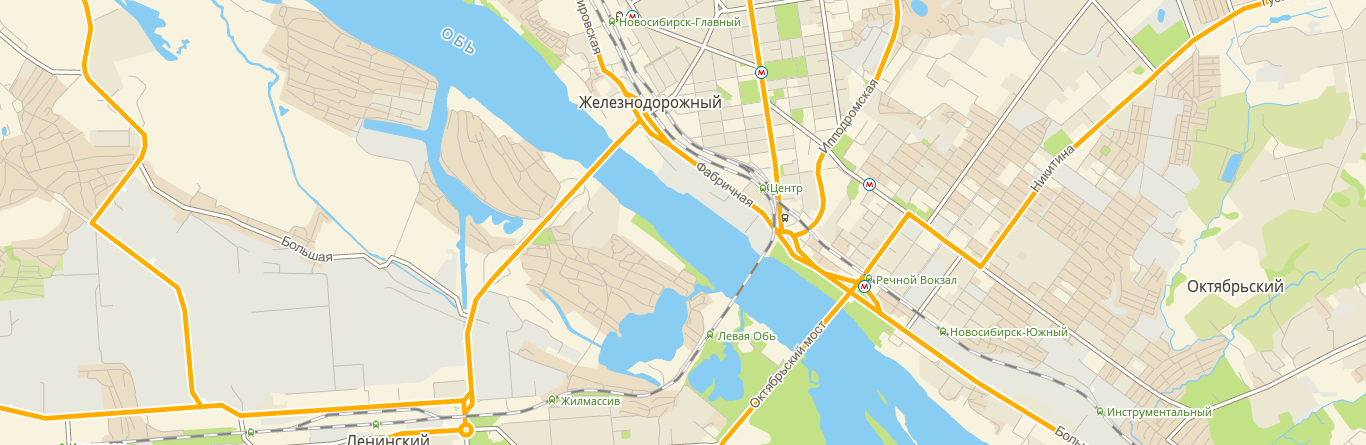 Новосибирск-Главный
ОБЬ
Железнодорожный
Ипподромская
Фабричная
Никитина
Центр
Большая
Речной Вокзал
Октябрьский
Новосибирск-Южный
Левая Обь
Октябрьский мост
Жилмассив
Инструментальный
Ленинский